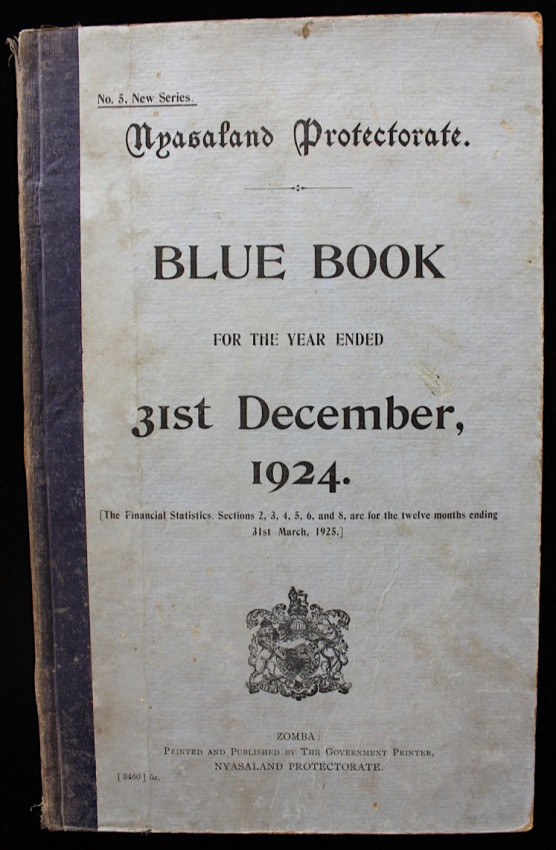 No. 5, New Series.
Nyasaland Protectorate.
BLUE BOOK
FOR THE YEAR ENDED
31st December,
1924.
[The Financial Statistics, Sections 2, 3, 4, 5, 6, and 8, are for the twelve months ending
31st March, 1925.]
ZOMBA:
Printed and Published by The Government Printer,
NYASALAND PROTECTORATE.
[ 3460 ]